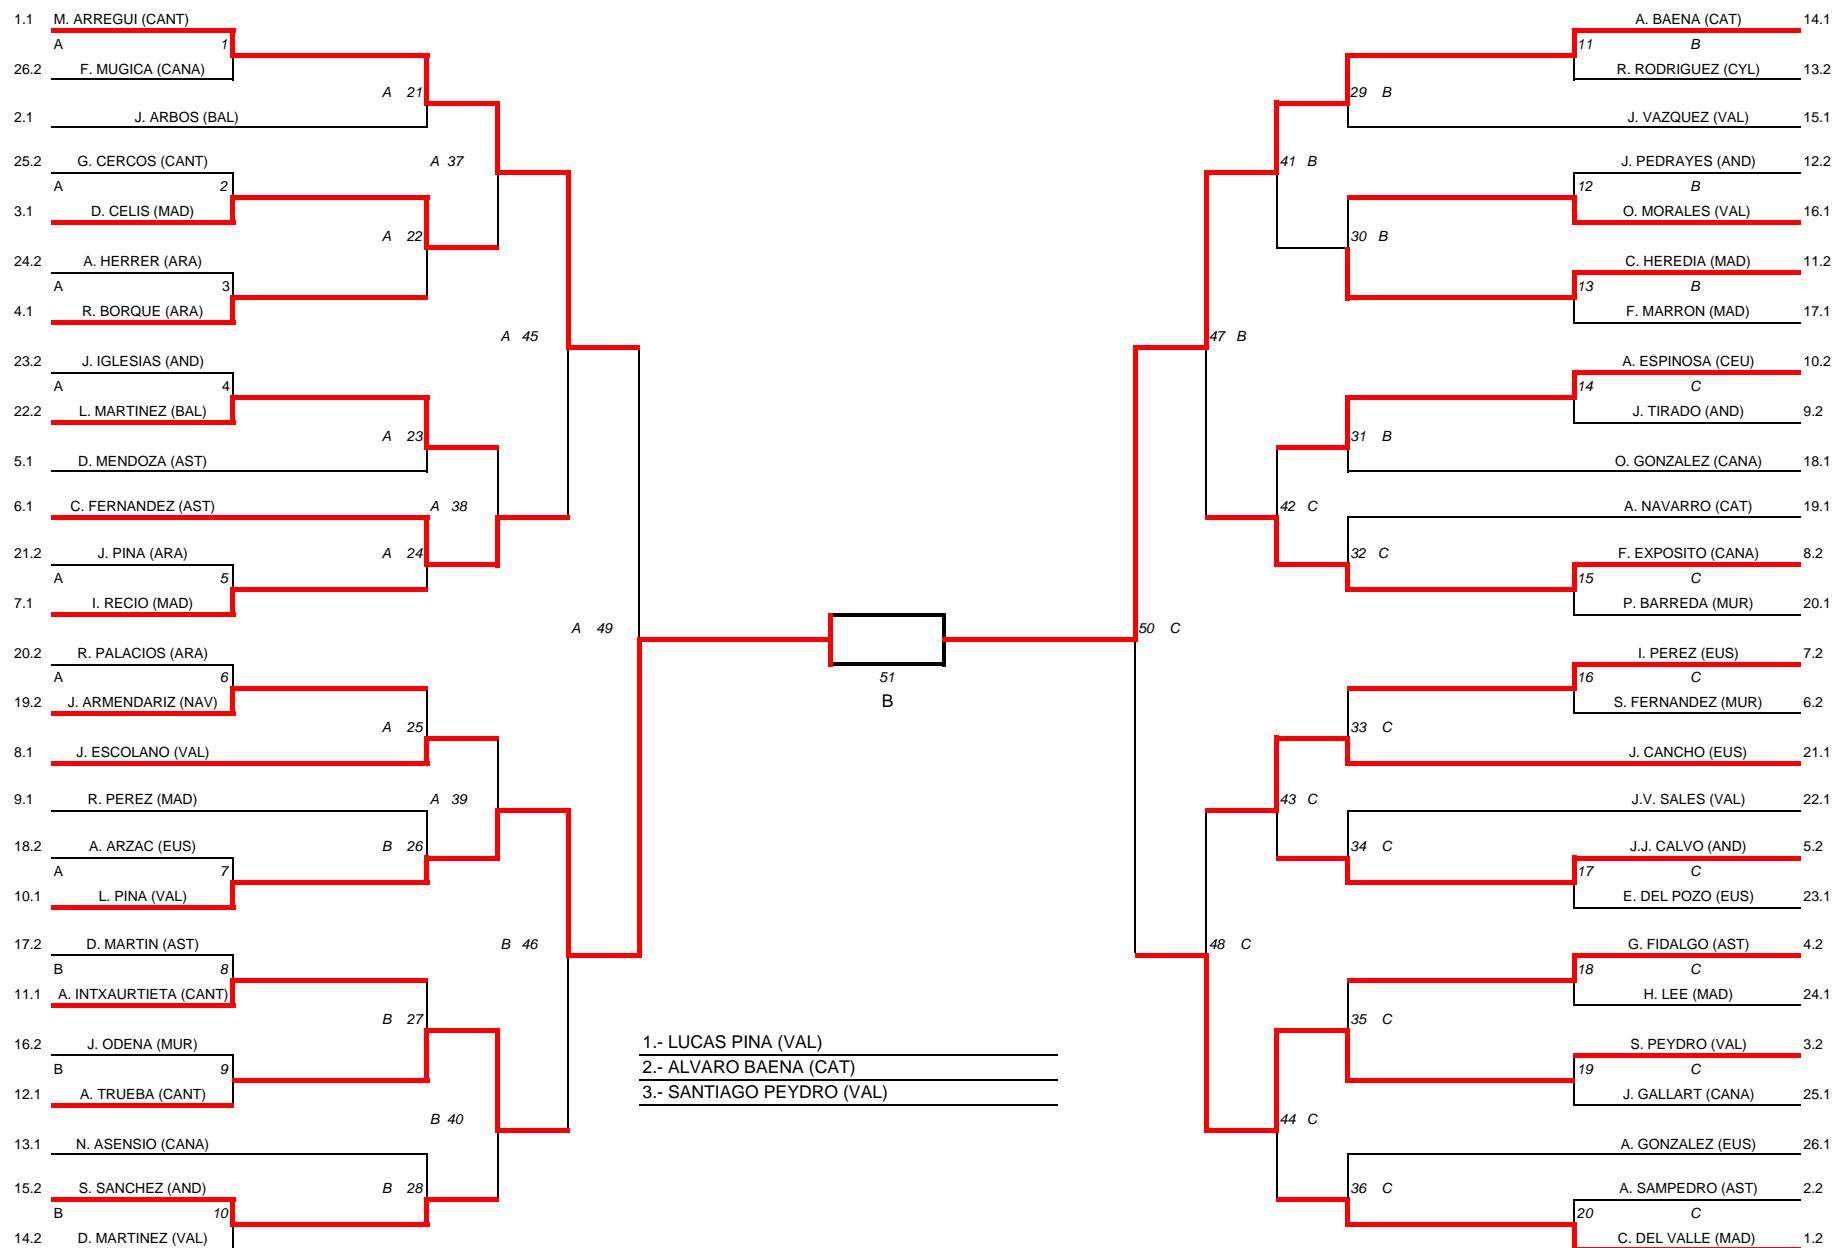 1.1 M. ARREGUI (CANT)
A 1
26.2 F. MUGICA (CANA)
A 21
2.1 J. ARBOS (BAL)
25.2 G. CERCOS (CANT)
A 37
A 2
3.1 D. CELIS (MAD)
A 22
24.2 A. HERRER (ARA)
A 3
4.1 R. BORQUE (ARA)
A 45
23.2 J. IGLESIAS (AND)
A 4
22.2 L. MARTINEZ (BAL)
A 23
5.1 D. MENDOZA (AST)
6.1 C. FERNANDEZ (AST)
A 38
21.2 J. PINA (ARA)
A 24
A 5
7.1 I. RECIO (MAD)
A 49
20.2 R. PALACIOS (ARA)
A 6
19.2 J. ARMENDARIZ (NAV)
A 25
8.1 J. ESCOLANO (VAL)
9.1 R. PEREZ (MAD)
A 39
18.2 A. ARZAC (EUS)
B 26
A 7
10.1 L. PINA (VAL)
17.2 D. MARTIN (AST)
B 46
B 8
11.1 A. INTXAURTIETA (CANT)
B 27
16.2 J. ODENA (MUR)
B 9
12.1 A. TRUEBA (CANT)
B 40
13.1 N. ASENSIO (CANA)
15.2 S. SANCHEZ (AND)
B 28
B 10
14.2 D. MARTINEZ (VAL)
51
B
1.- LUCAS PINA (VAL)
2.- ALVARO BAENA (CAT)
3.- SANTIAGO PEYDRO (VAL)
A. BAENA (CAT) 14.1
11 B
R. RODRIGUEZ (CYL) 13.2
29 B
J. VAZQUEZ (VAL) 15.1
41 B
J. PEDRAYES (AND) 12.2
12 B
O. MORALES (VAL) 16.1
30 B
C. HEREDIA (MAD) 11.2
13 B
F. MARRON (MAD) 17.1
47 B
A. ESPINOSA (CEU) 10.2
14 C
J. TIRADO (AND) 9.2
31 B
O. GONZALEZ (CANA) 18.1
42 C
A. NAVARRO (CAT) 19.1
32 C
F. EXPOSITO (CANA) 8.2
15 C
P. BARREDA (MUR) 20.1
50 C
I. PEREZ (EUS) 7.2
16 C
S. FERNANDEZ (MUR) 6.2
33 C
J. CANCHO (EUS) 21.1
43 C
J.V. SALES (VAL) 22.1
34 C
J.J. CALVO (AND) 5.2
17 C
E. DEL POZO (EUS) 23.1
48 C
G. FIDALGO (AST) 4.2
18 C
H. LEE (MAD) 24.1
35 C
S. PEYDRO (VAL) 3.2
19 C
J. GALLART (CANA) 25.1
44 C
A. GONZALEZ (EUS) 26.1
36 C
A. SAMPEDRO (AST) 2.2
20 C
C. DEL VALLE (MAD) 1.2